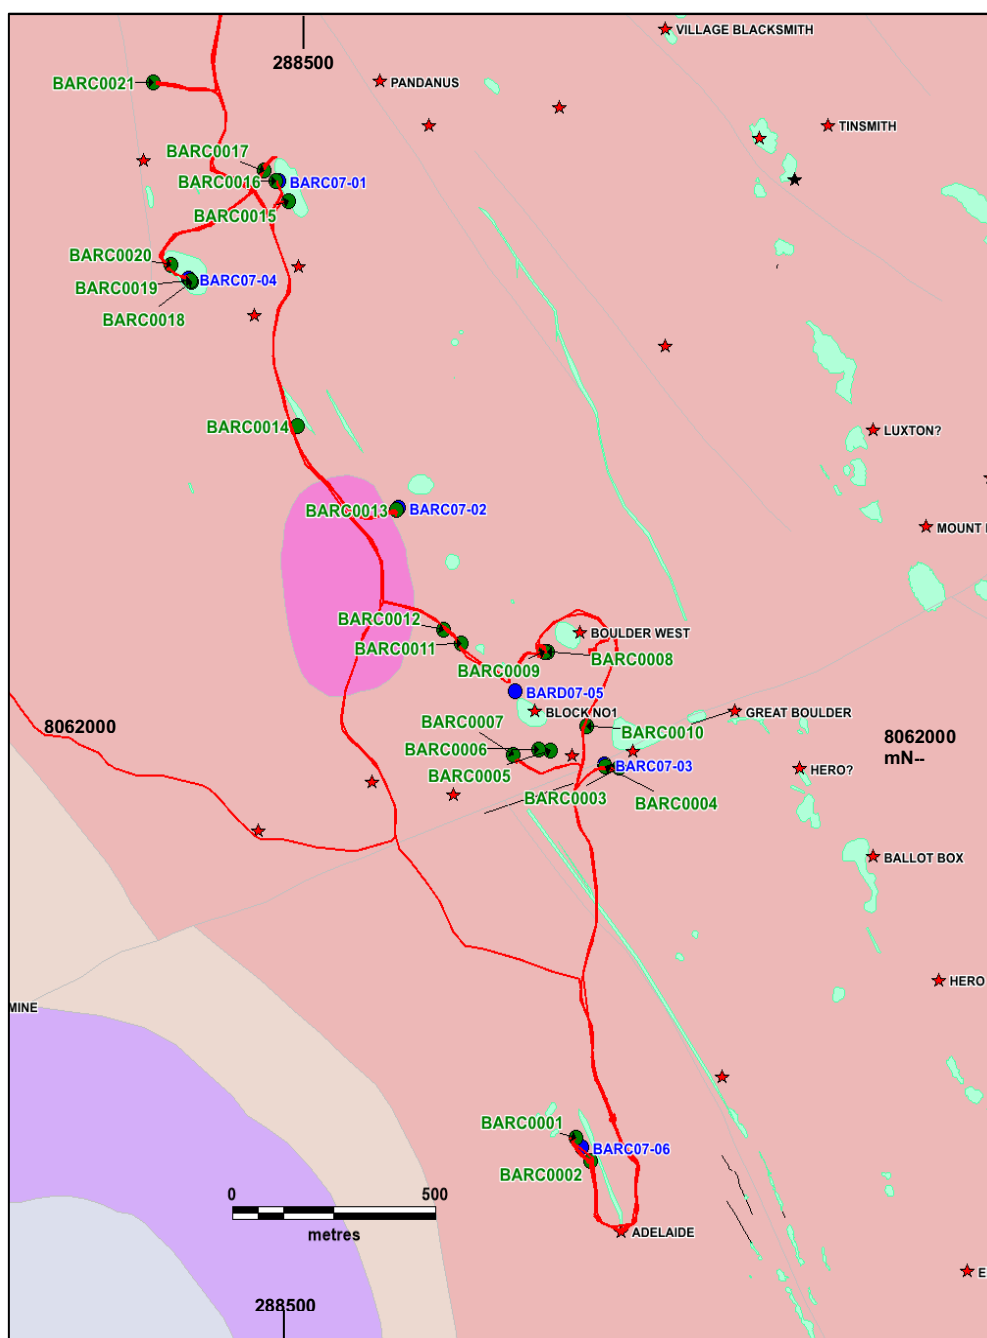 VILLAGE BLACKSMITH
288500
BARC0021
PANDANUS
TINSMITH
BARC0017
BARC0016
BARC07-01
BARC0015
BARC0020
BARC07-04
BARC0019
BARC0018
BARC0014
LUXTON?
BARC0013
BARC07-02
MOUNT
BARC0012
BOULDER WEST
BARC0011
BARC0008
BARC0009
BARD07-05
BLOCK NO1
GREAT BOULDER
BARC0007
8062000
BARC0010
8062000
mN--
BARC0006
BARC07-03
HERO?
BARC0005
BARC0003
BARC0004
BALLOT BOX
HERO
MINE
BARC0001
BARC07-06
BARC0002
0
500
metres
ADELAIDE
E
288500